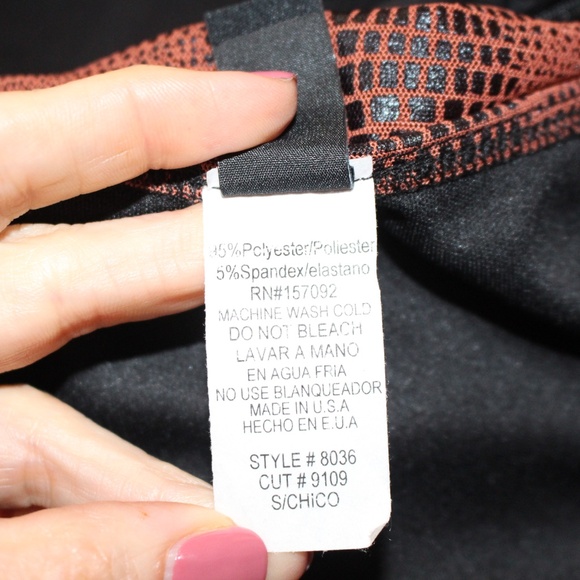 95%Polyester/Poliester
5%Spandex/elastano
RN#157092
MACHINE WASH COLD
DO NOT BLEACH
LAVAR A MANO
EN AGUA FRIA
NO USE BLANQUEADOR
MADE IN U.S.A
HECHO EN E.U.A
STYLE # 8036
CUT # 9109
S/CHiCO